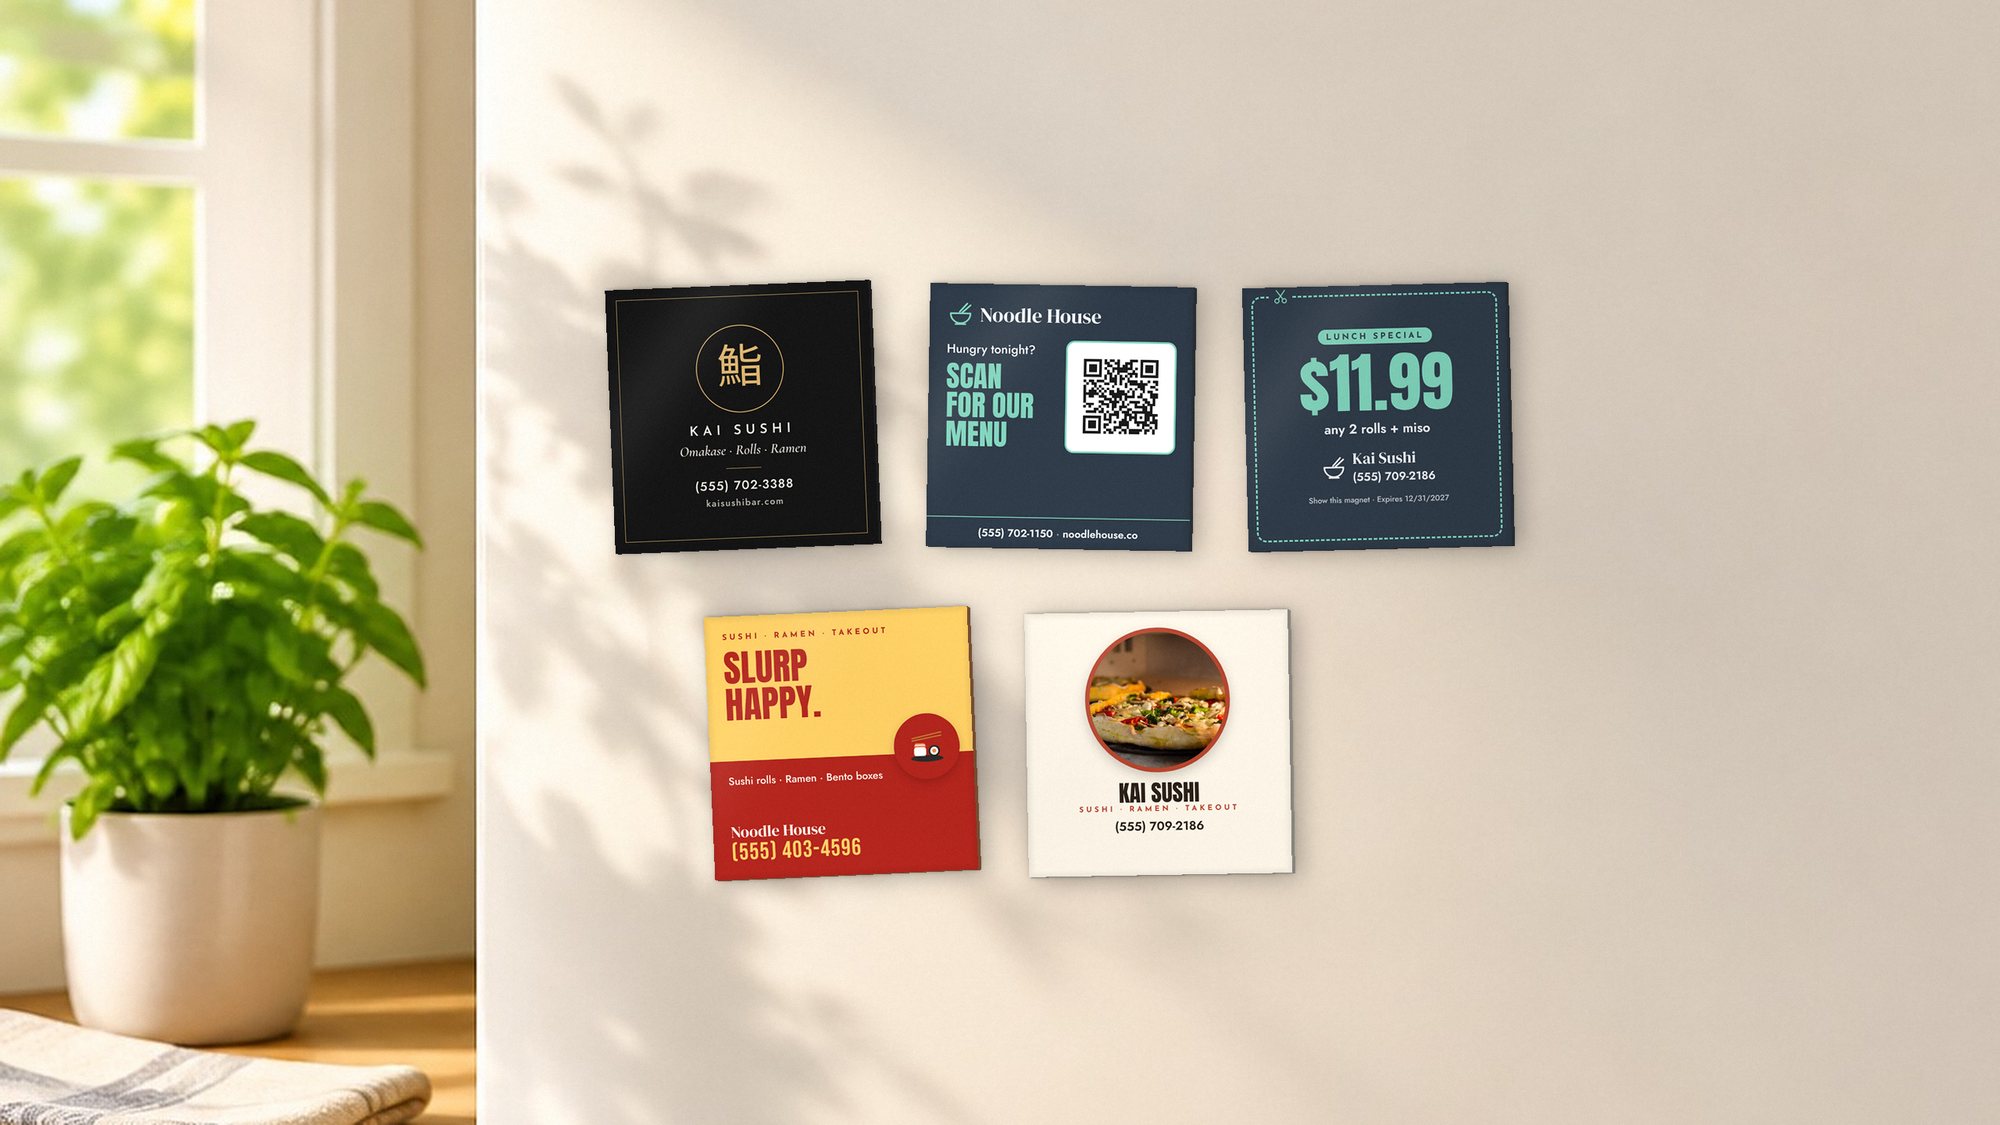 鮨
KAI SUSHI
Omakase · Rolls · Ramen
(555) 702-3388
kaisushibar.com
Noodle House
Hungry tonight?
SCAN
FOR OUR
MENU
(555) 702-1150 · noodlehouse.co
LUNCH SPECIAL
$11.99
any 2 rolls + miso
Kai Sushi
(555) 709-2186
Show this magnet · Expires 12/31/2027
SUSHI · RAMEN · TAKEOUT
SLURP
HAPPY.
Sushi rolls · Ramen · Bento boxes
Noodle House
(555) 403-4596
KAI SUSHI
SUSHI · RAMEN · TAKEOUT
(555) 709-2186